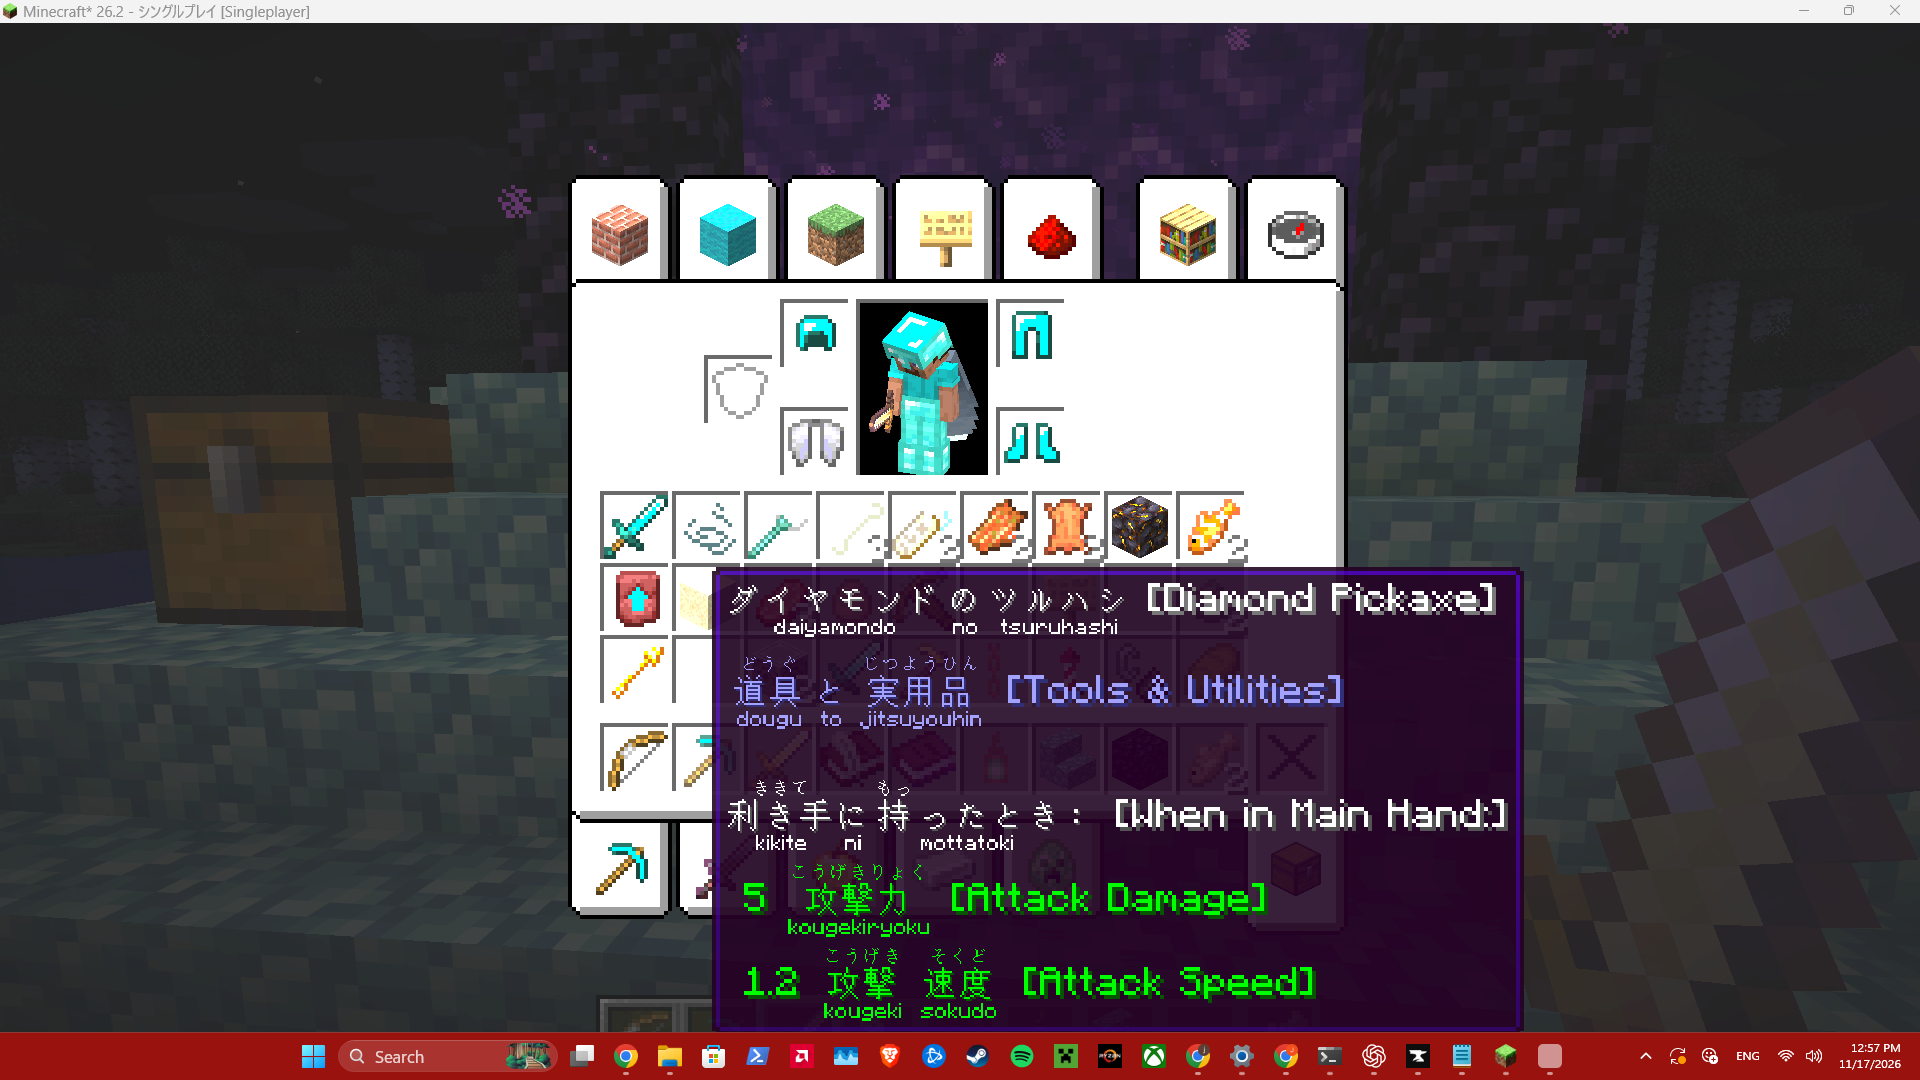 Minecraft* 26.2 - シングルプレイ [Singleplayer]
ダイヤモンドのツルハシ [Diamond Pickaxe]
daiyamondo no tsuruhashi
どうぐ じつようひん
道具と実用品 [Tools & Utilities]
dougu to jitsuyouhin
ききて もっ
利き手に持ったとき： [When in Main Hand:]
kikite ni mottatoki
こうげきりょく
5 攻撃力 [Attack Damage]
kougekiryoku
こうげき そくど
1.2 攻撃速度 [Attack Speed]
kougeki sokudo
Search
ENG
12:57 PM
11/17/2026